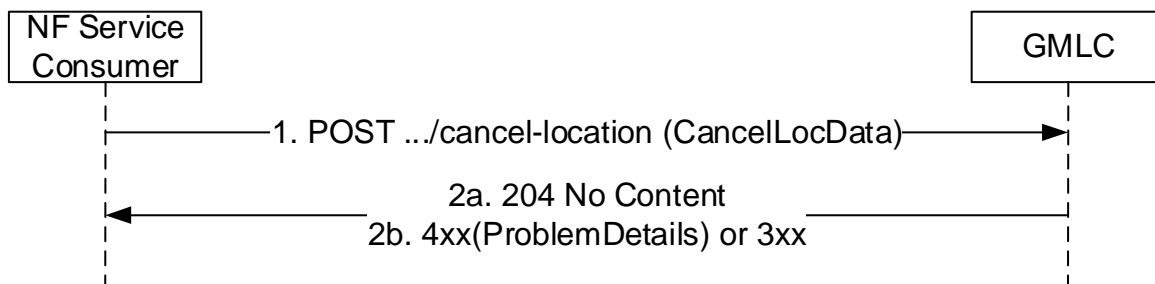 NF Service
Consumer
GMLC
1. POST .../cancel-location (CancelLocData)
2a. 204 No Content
2b. 4xx(ProblemDetails) or 3xx